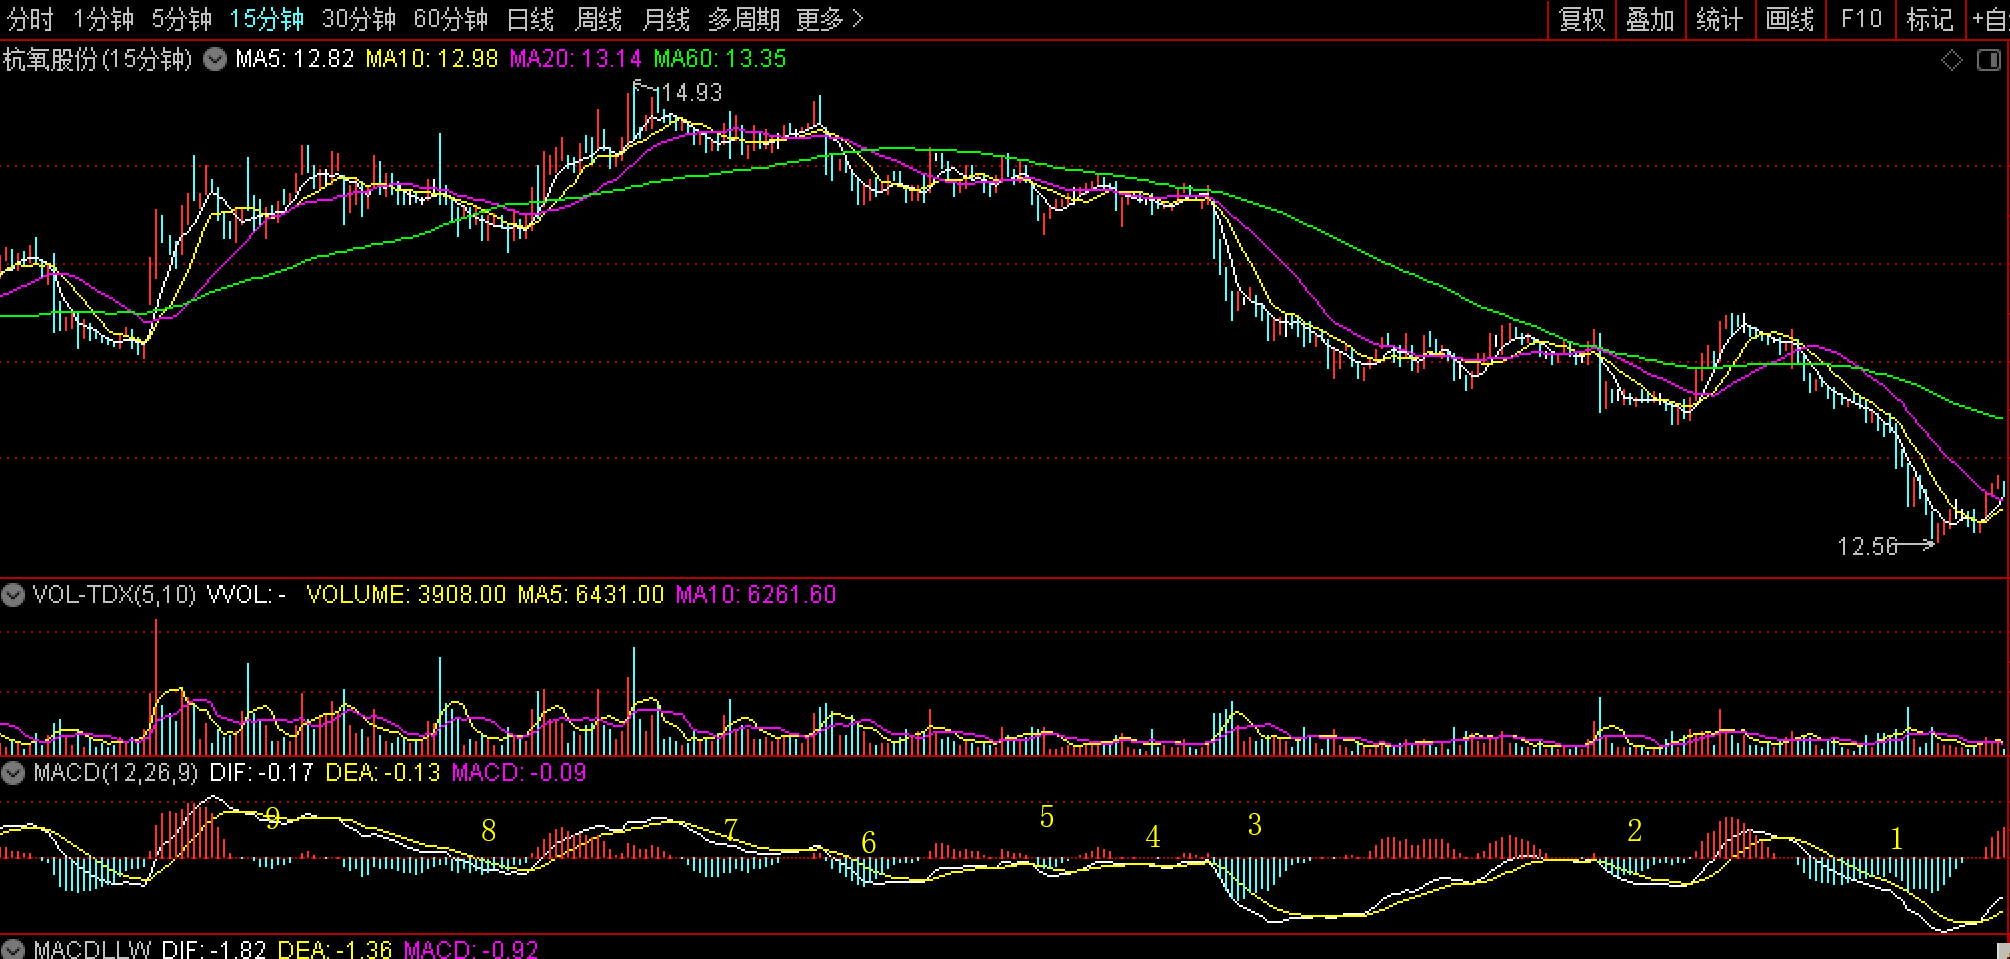 分时 1分钟 5分钟 15分钟 30分钟 60分钟 日线 周线 月线 多周期 更多 > 复权 叠加 统计 画线 F10 标记 +自
杭氧股份(15分钟) MA5: 12.82 MA10: 12.98 MA20: 13.14 MA60: 13.35
14.93
12.56
VOL-TDX(5,10) VVOL: - VOLUME: 3908.00 MA5: 6431.00 MA10: 6261.60
MACD(12,26,9) DIF: -0.17 DEA: -0.13 MACD: -0.09
9 8 7 6 5 4 3 2 1
MACDLLW DIF: -1.82 DEA: -1.36 MACD: -0.92